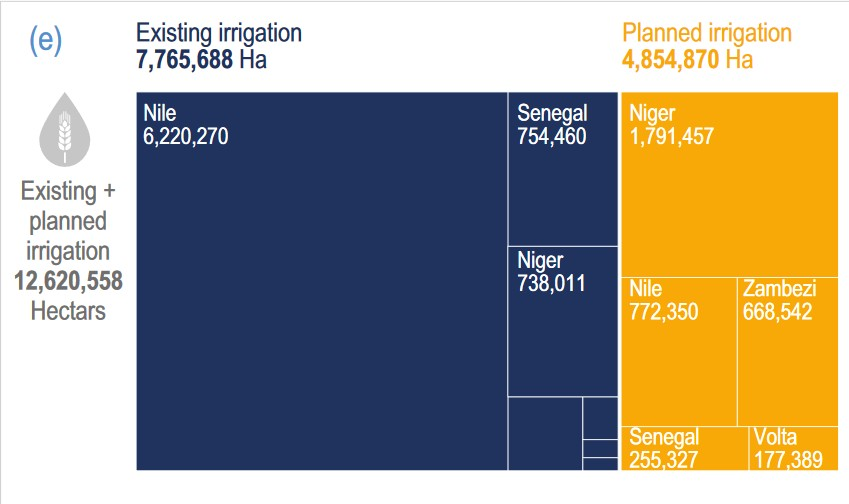 (e)
Existing irrigation
7,765,688 Ha
Planned irrigation
4,854,870 Ha
Existing +
planned
irrigation
12,620,558
Hectars
Nile
6,220,270
Senegal
754,460
Niger
738,011
Niger
1,791,457
Nile
772,350
Zambezi
668,542
Senegal
255,327
Volta
177,389